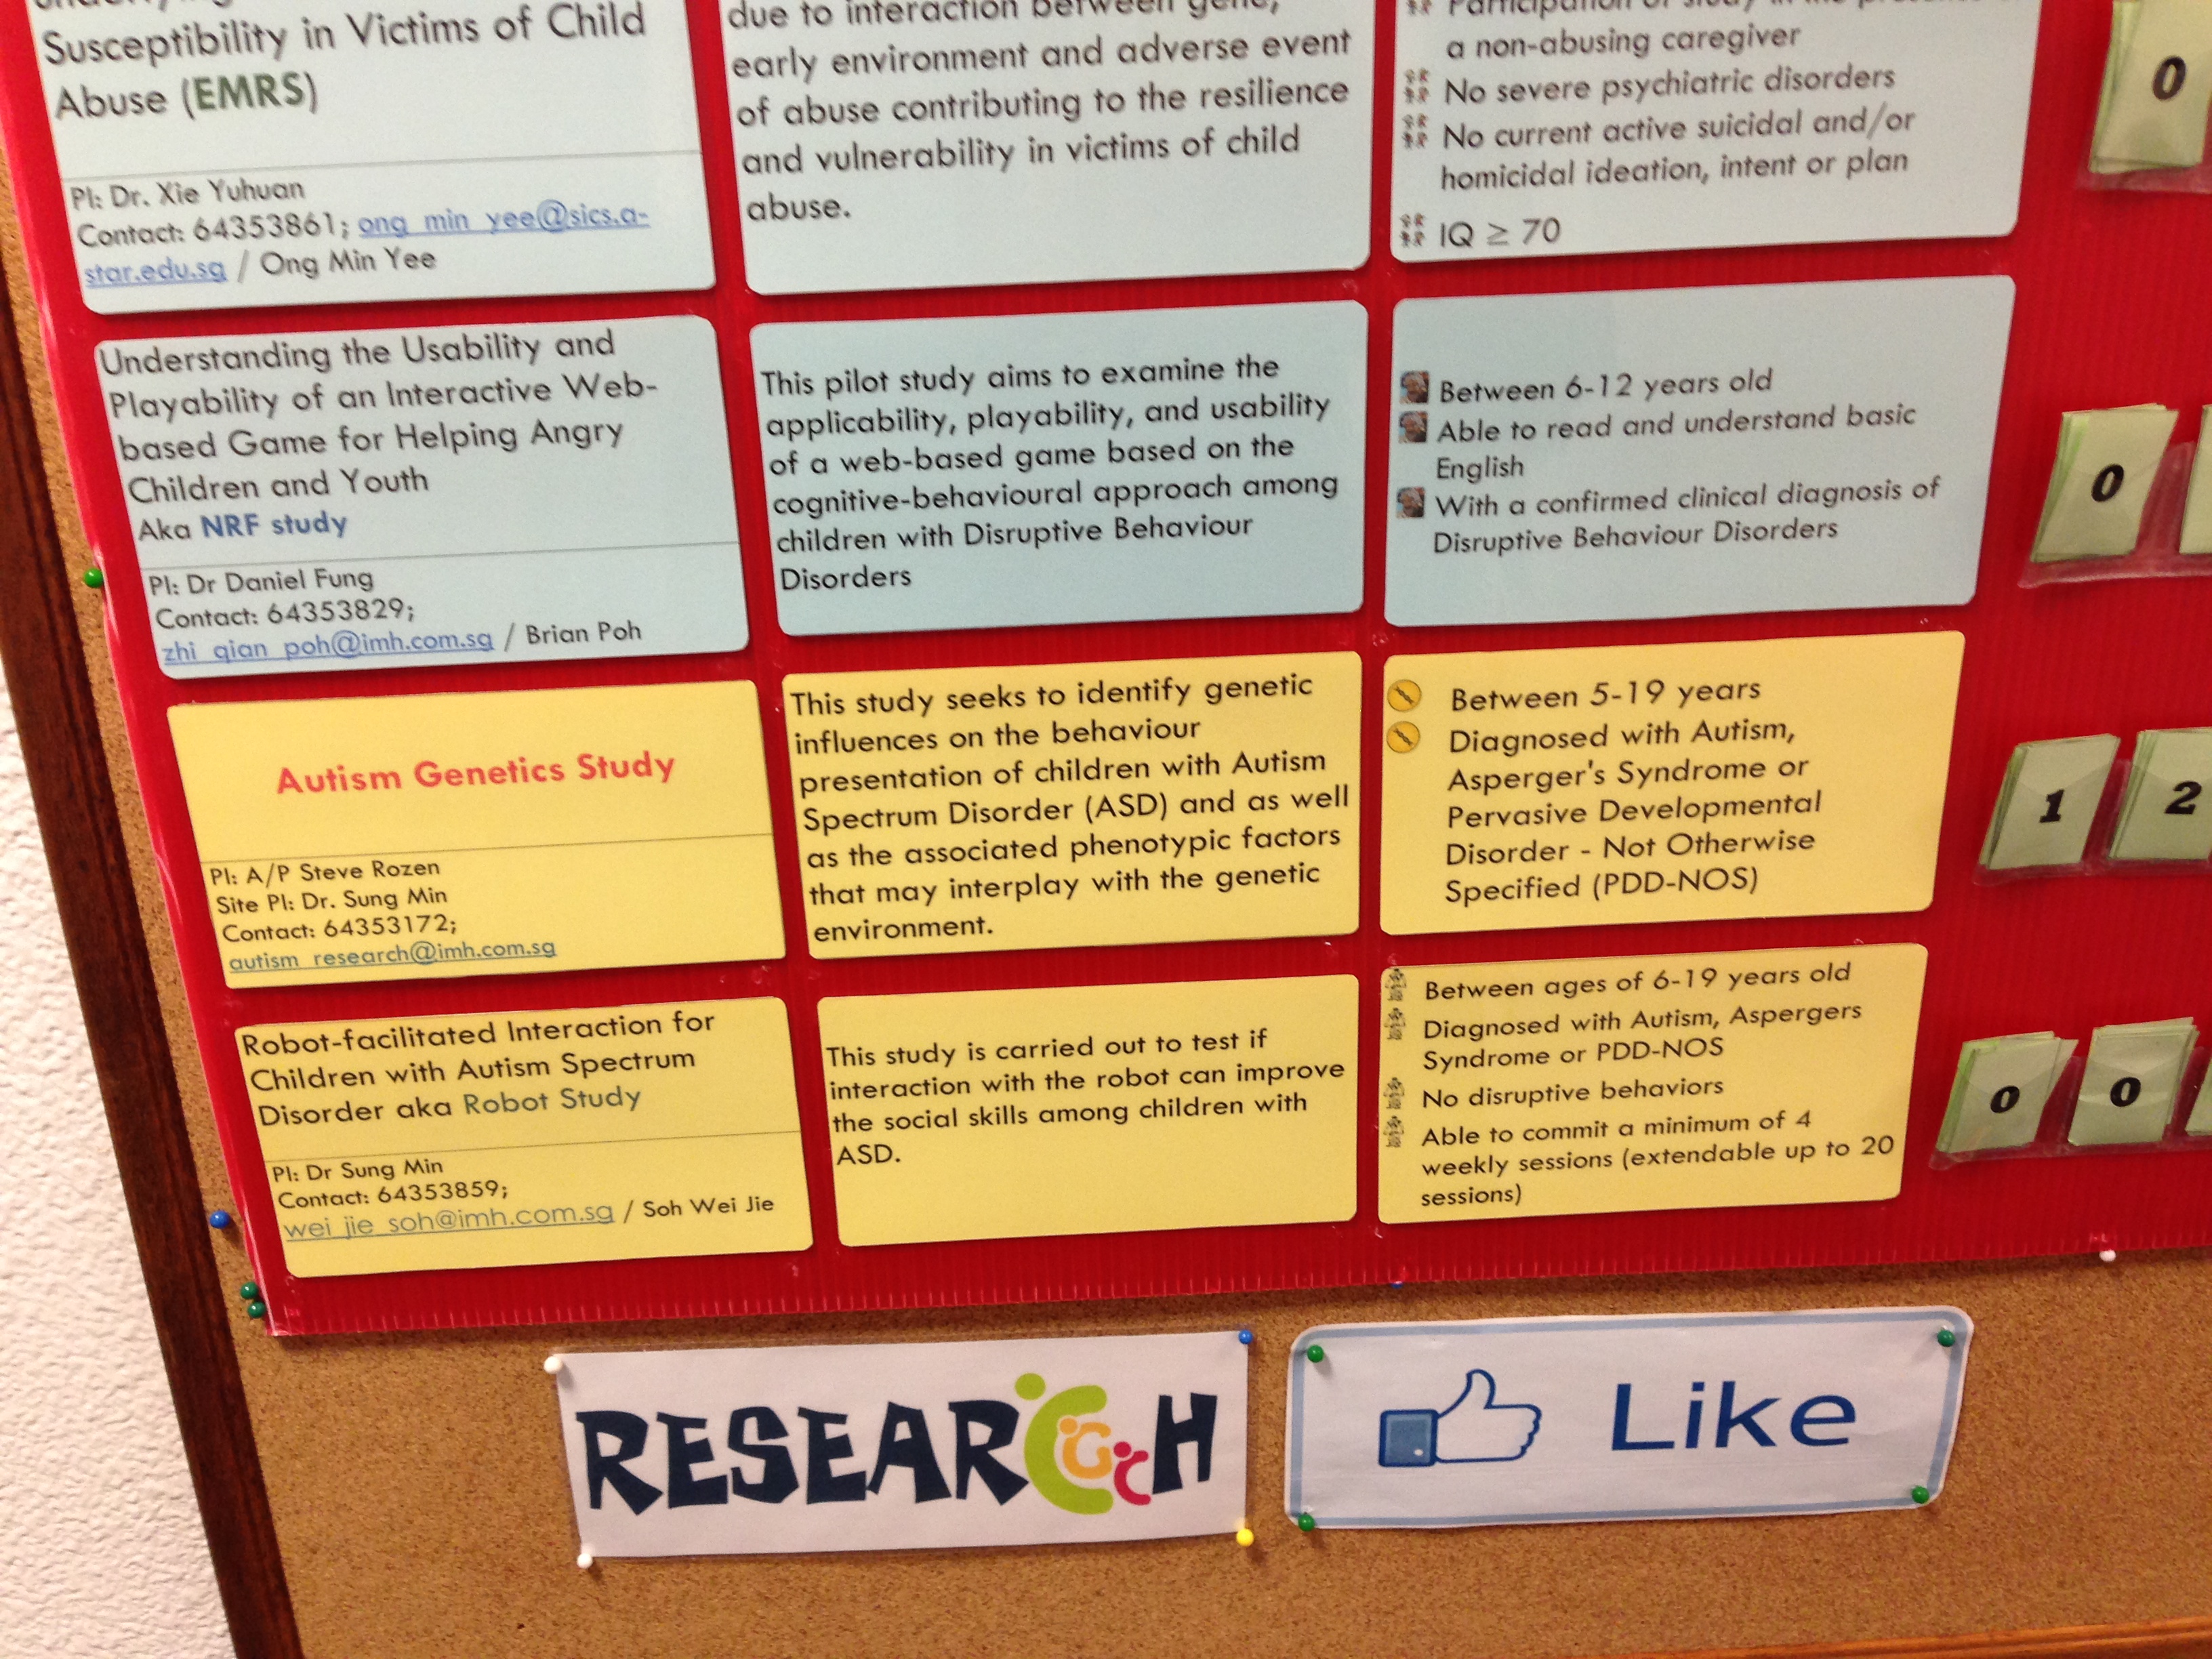 Susceptibility in Victims of Child
Abuse (EMRS)
PI: Dr. Xie Yuhuan
Contact: 64353861; ong_min_yee@sics.a-
star.edu.sg / Ong Min Yee
due to interaction between gene,
early environment and adverse event
of abuse contributing to the resilience
and vulnerability in victims of child
abuse.
a non-abusing caregiver
No severe psychiatric disorders
No current active suicidal and/or
homicidal ideation, intent or plan
IQ ≥ 70
0
Understanding the Usability and
Playability of an Interactive Web-
based Game for Helping Angry
Children and Youth
Aka NRF study
PI: Dr Daniel Fung
Contact: 64353829;
zhi_qian_poh@imh.com.sg / Brian Poh
This pilot study aims to examine the
applicability, playability, and usability
of a web-based game based on the
cognitive-behavioural approach among
children with Disruptive Behaviour
Disorders
Between 6-12 years old
Able to read and understand basic
English
With a confirmed clinical diagnosis of
Disruptive Behaviour Disorders
0
Autism Genetics Study
PI: A/P Steve Rozen
Site PI: Dr. Sung Min
Contact: 64353172;
autism_research@imh.com.sg
This study seeks to identify genetic
influences on the behaviour
presentation of children with Autism
Spectrum Disorder (ASD) and as well
as the associated phenotypic factors
that may interplay with the genetic
environment.
Between 5-19 years
Diagnosed with Autism,
Asperger's Syndrome or
Pervasive Developmental
Disorder - Not Otherwise
Specified (PDD-NOS)
1 2
Robot-facilitated Interaction for
Children with Autism Spectrum
Disorder aka Robot Study
PI: Dr Sung Min
Contact: 64353859;
wei_jie_soh@imh.com.sg / Soh Wei Jie
This study is carried out to test if
interaction with the robot can improve
the social skills among children with
ASD.
Between ages of 6-19 years old
Diagnosed with Autism, Aspergers
Syndrome or PDD-NOS
No disruptive behaviors
Able to commit a minimum of 4
weekly sessions (extendable up to 20
sessions)
0 0
RESEARCGCH
Like